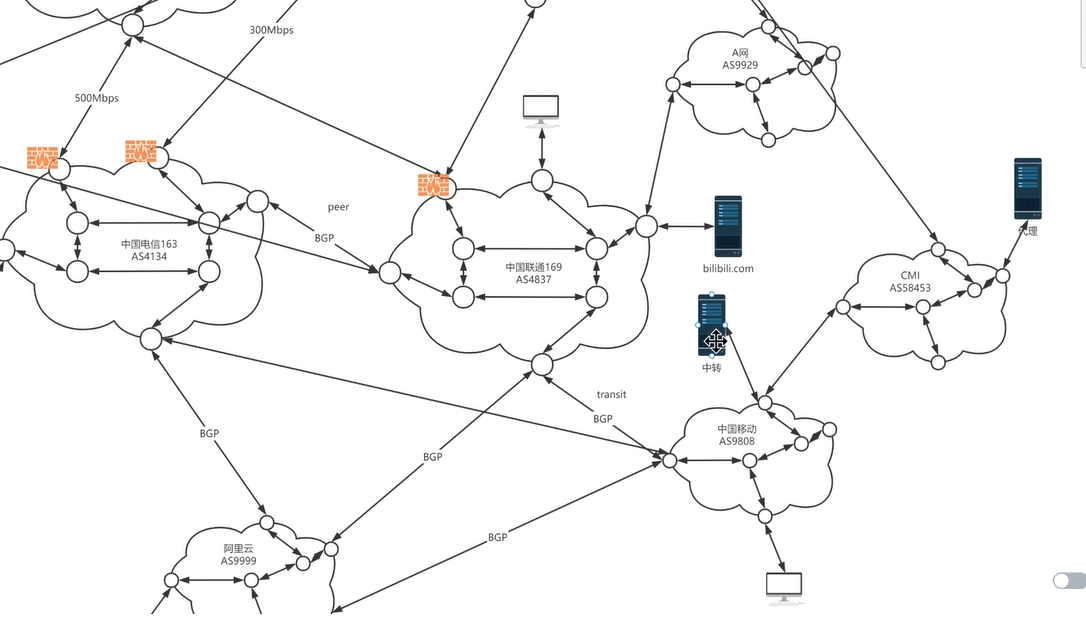 300Mbps
A网
AS9929
500Mbps
peer
BGP
中国电信163
AS4134
中国联通169
AS4837
bilibili.com
代理
CMI
AS58453
中转
transit
BGP
中国移动
AS9808
BGP
BGP
BGP
阿里云
AS9999